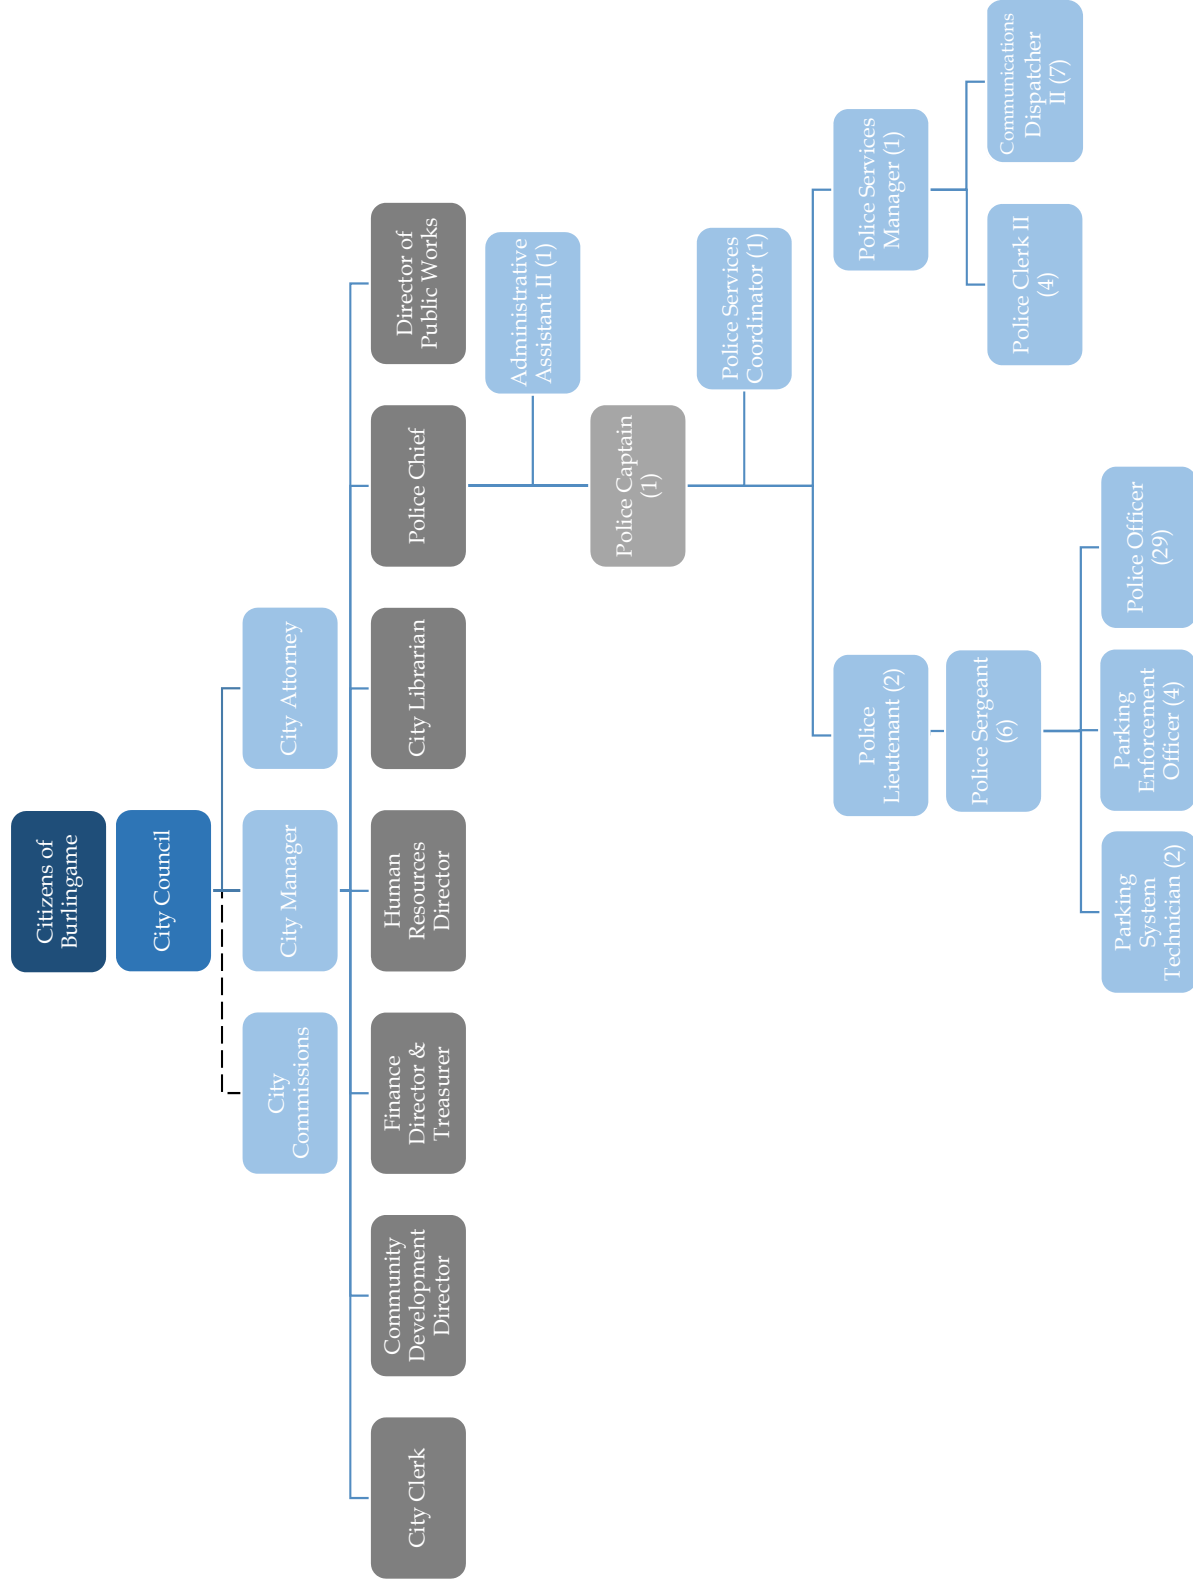 Citizens of
Burlingame
City Council
City
Commissions
City Manager
City Attorney
City Clerk
Community
Development
Director
Finance
Director &
Treasurer
Human
Resources
Director
City Librarian
Police Chief
Director of
Public Works
Administrative
Assistant II (1)
Police Captain
(1)
Police Services
Coordinator (1)
Police
Lieutenant (2)
Police Services
Manager (1)
Police Sergeant
(6)
Police Clerk II
(4)
Communications
Dispatcher
II (7)
Parking
System
Technician (2)
Parking
Enforcement
Officer (4)
Police Officer
(29)